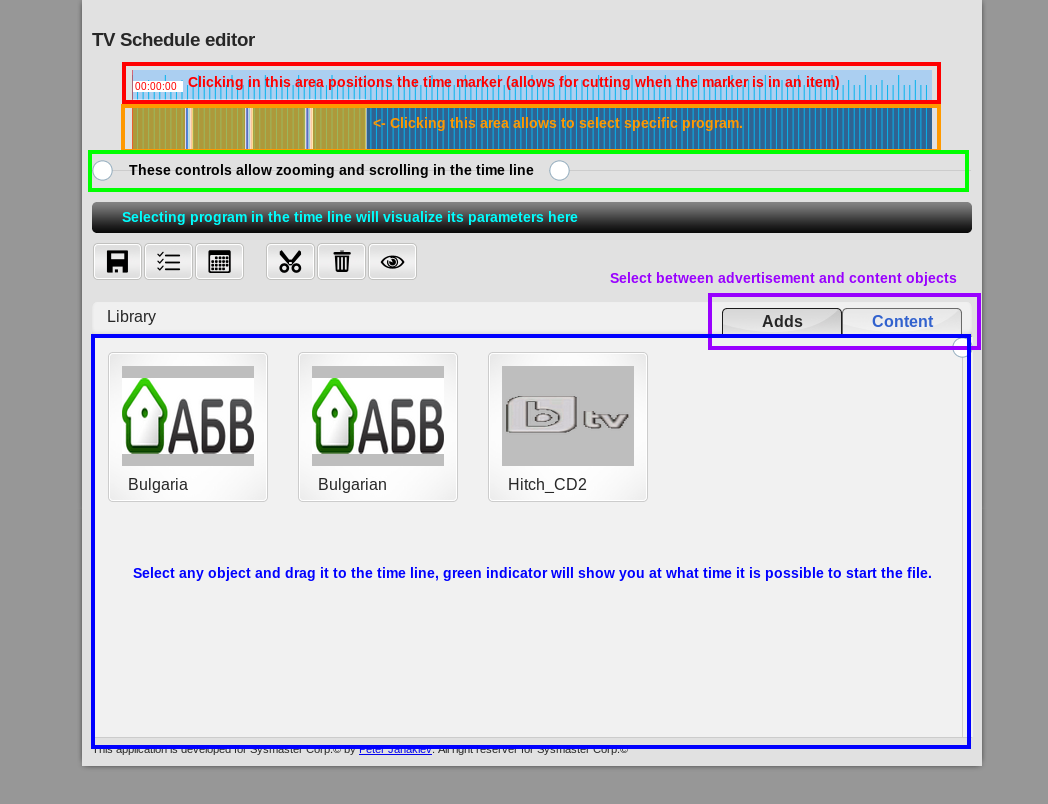 TV Schedule editor
00:00:00 Clicking in this area positions the time marker (allows for cutting when the marker is in an item)
<- Clicking this area allows to select specific program.
These controls allow zooming and scrolling in the time line
Selecting program in the time line will visualize its parameters here
Select between advertisement and content objects
Library
Adds
Content
АБВ
АБВ
b tv
Bulgaria
Bulgarian
Hitch_CD2
Select any object and drag it to the time line, green indicator will show you at what time it is possible to start the file.
This application is developed for Sysmaster Corp.© by Peter Janakiev. All right reserver for Sysmaster Corp.©